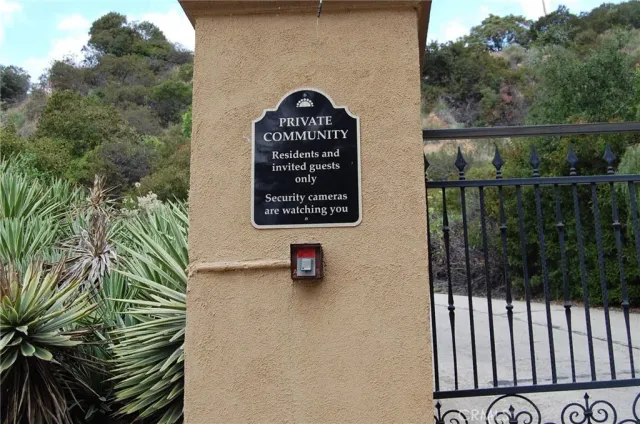 PRIVATE
COMMUNITY
Residents and
invited guests
only
Security cameras
are watching you